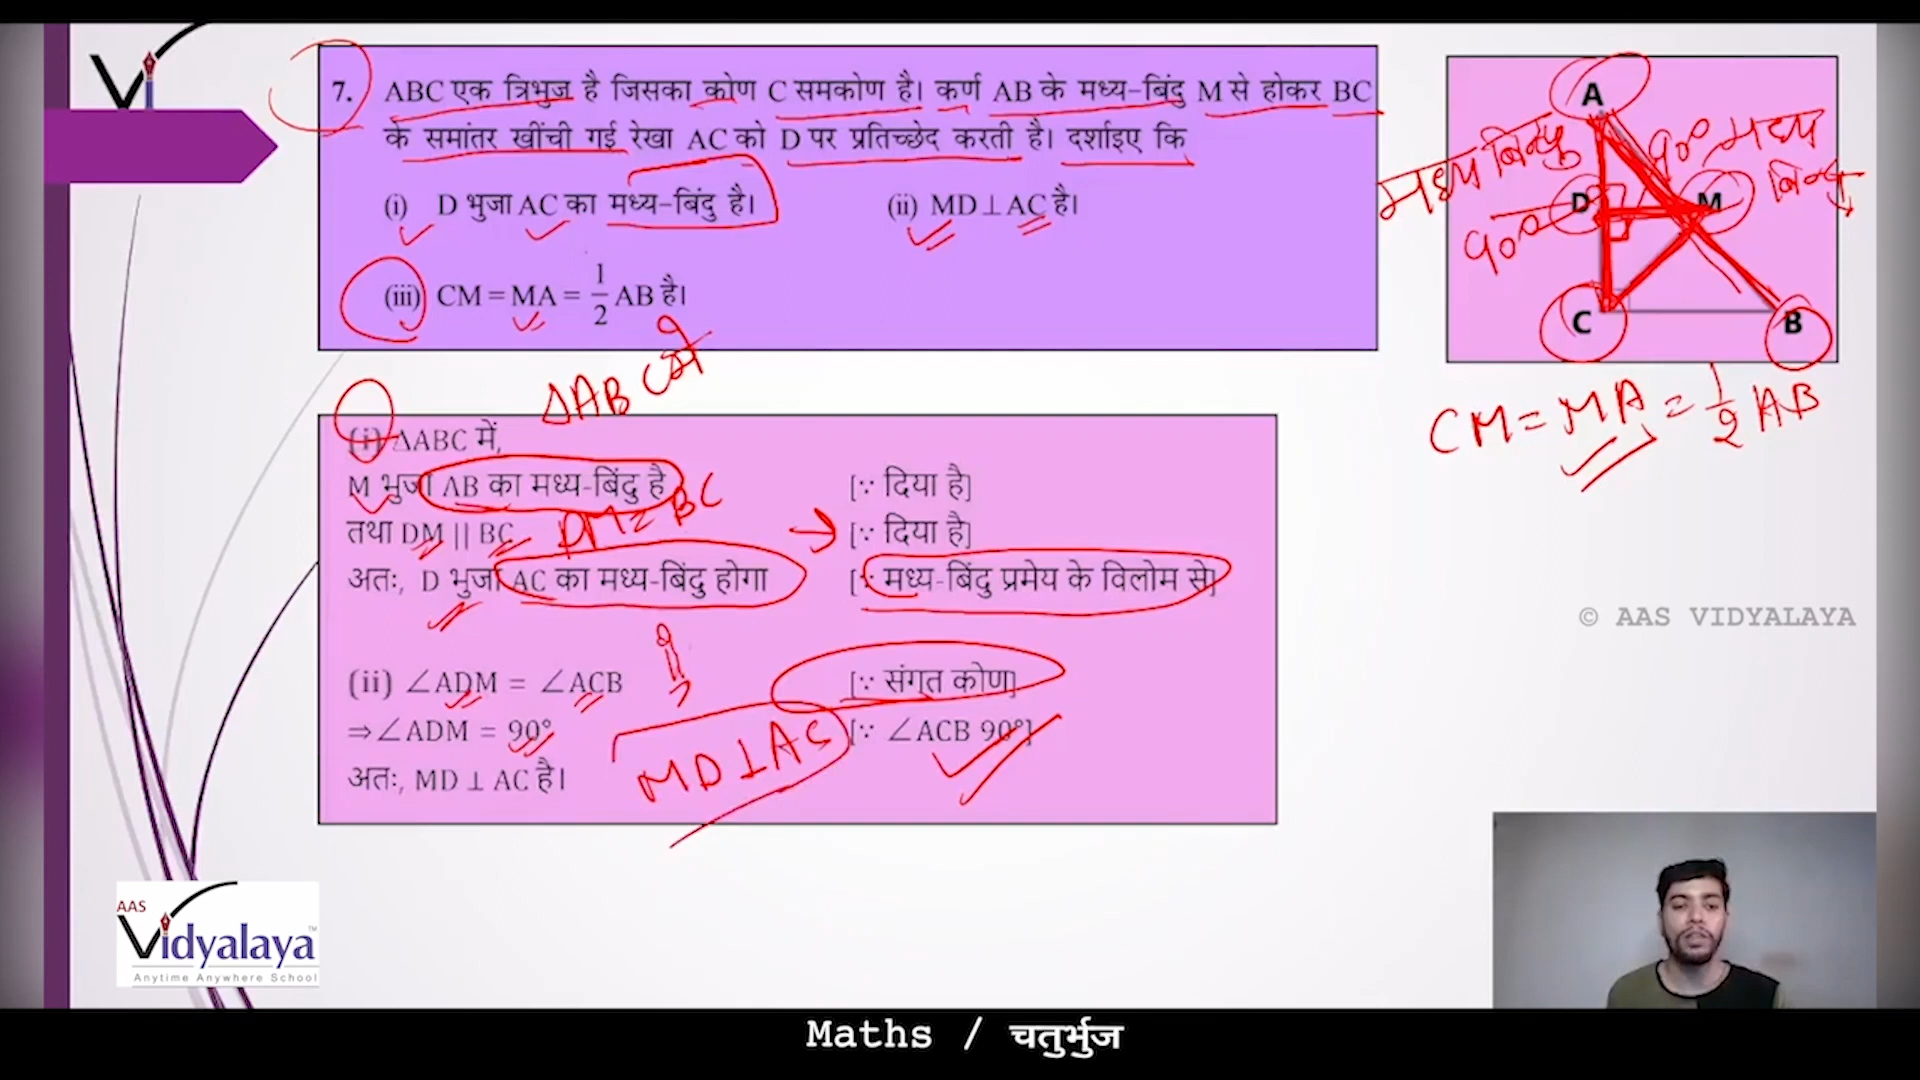 7. ABC एक त्रिभुज है जिसका कोण C समकोण है। कर्ण AB के मध्य-बिंदु M से होकर BC
के समांतर खींची गई रेखा AC को D पर प्रतिच्छेद करती है। दर्शाइए कि
(i) D भुजा AC का मध्य-बिंदु है। (ii) MD ⊥ AC है।
(iii) CM = MA = 1/2 AB है।
A
मध्य बिन्दु
90° मध्य
बिन्दु
D M
90°
C B
CM = MA = 1/2 AB
ΔABC में
(i) ΔABC में,
M भुजा AB का मध्य-बिंदु है [∵ दिया है]
DM = BC
तथा DM || BC [∵ दिया है]
अतः, D भुजा AC का मध्य-बिंदु होगा [∵ मध्य-बिंदु प्रमेय के विलोम से]
(ii) ∠ADM = ∠ACB [∵ संगत कोण]
⇒∠ADM = 90° [∵ ∠ACB 90°]
MD ⊥ AC
अतः, MD ⊥ AC है।
© AAS VIDYALAYA
AAS
Vidyalaya
TM
Anytime Anywhere School
Maths / चतुर्भुज